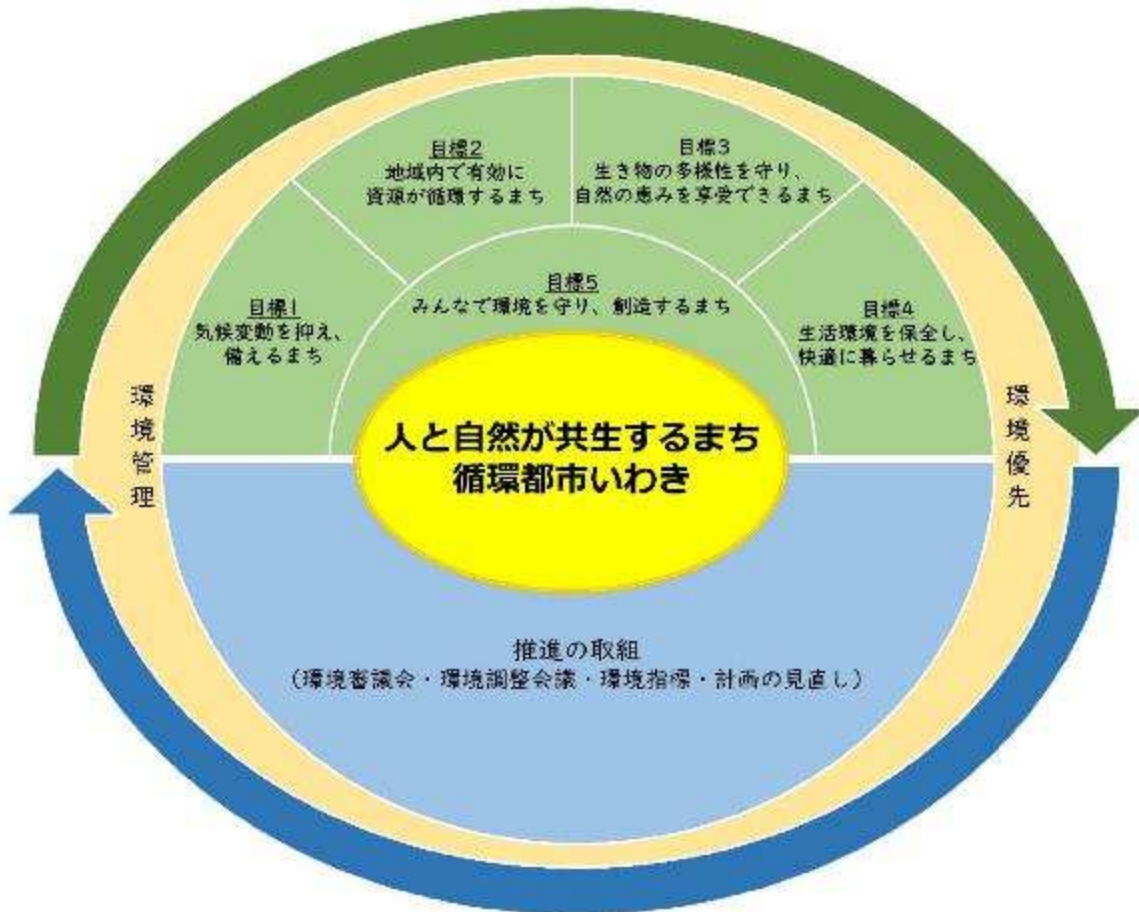 目標2
地域内で有効に
資源が循環するまち
目標3
生き物の多様性を守り、
自然の恵みを享受できるまち
目標1
気候変動を抑え、
備えるまち
目標5
みんなで環境を守り、創造するまち
目標4
生活環境を保全し、
快適に暮らせるまち
環境管理
環境優先
人と自然が共生するまち
循環都市いわき
推進の取組
（環境審議会・環境調整会議・環境指標・計画の見直し）